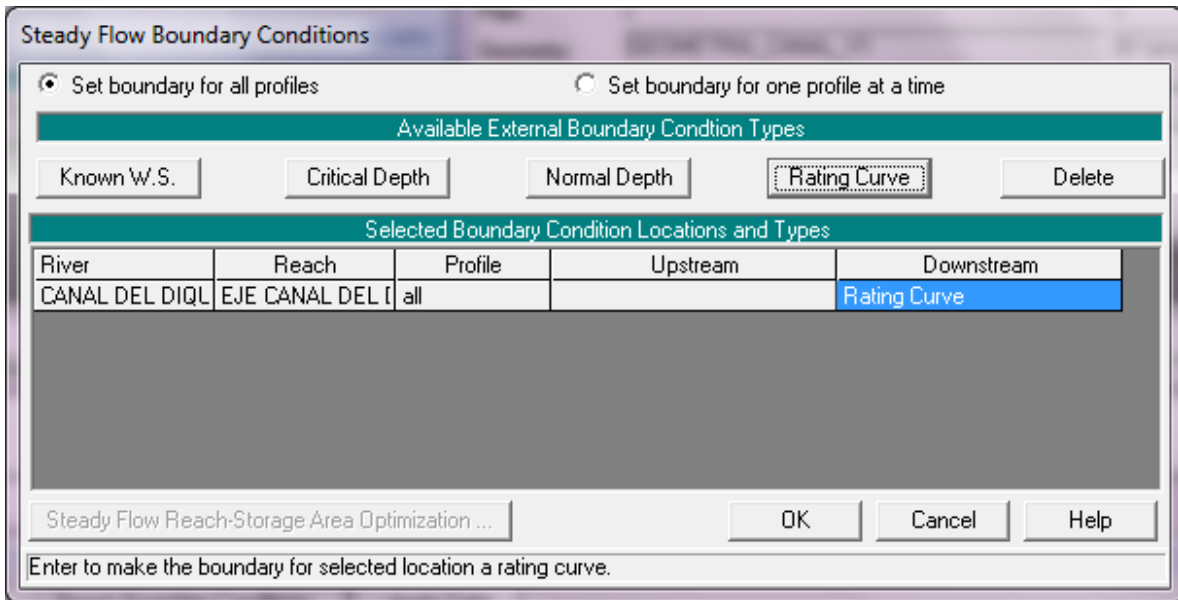 Steady Flow Boundary Conditions
Set boundary for all profiles Set boundary for one profile at a time
Available External Boundary Condtion Types
Known W.S. Critical Depth Normal Depth Rating Curve Delete
Selected Boundary Condition Locations and Types
River Reach Profile Upstream Downstream
CANAL DEL DIQU EJE CANAL DEL D all Rating Curve
Steady Flow Reach-Storage Area Optimization ... OK Cancel Help
Enter to make the boundary for selected location a rating curve.